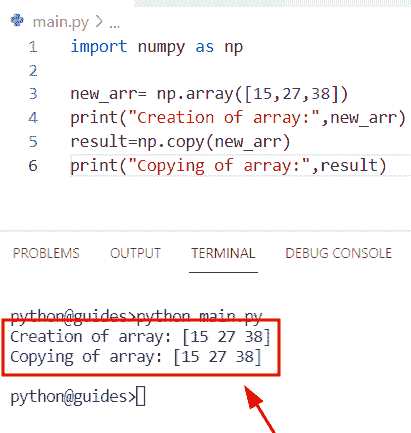 main.py > ...
1 import numpy as np
2
3 new_arr= np.array([15,27,38])
4 print("Creation of array:",new_arr)
5 result=np.copy(new_arr)
6 print("Copying of array:",result)
PROBLEMS OUTPUT TERMINAL DEBUG CONSOLE
python@guides>python main.py
Creation of array: [15 27 38]
Copying of array: [15 27 38]
python@guides>